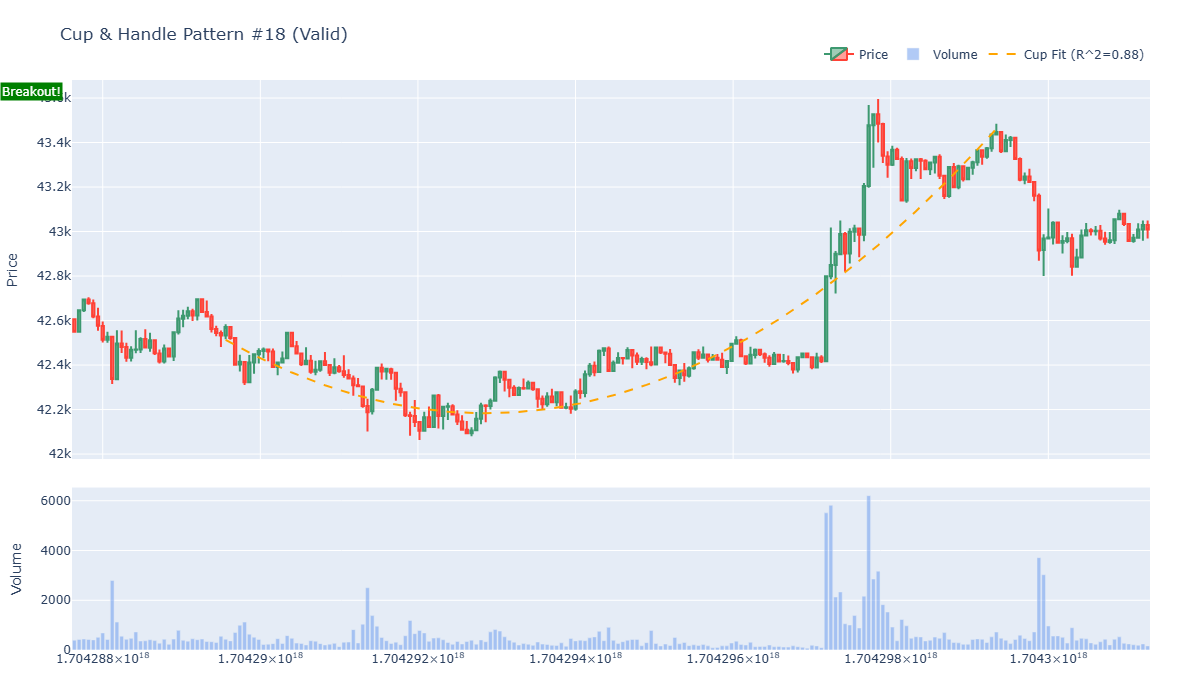 Cup & Handle Pattern #18 (Valid)
Price
Volume
Cup Fit (R^2=0.88)
Breakout!
43.4k
43.2k
43k
42.8k
42.6k
42.4k
42.2k
42k
Price
6000
4000
2000
0
Volume
1.704288×10¹⁸
1.70429×10¹⁸
1.704292×10¹⁸
1.704294×10¹⁸
1.704296×10¹⁸
1.704298×10¹⁸
1.7043×10¹⁸